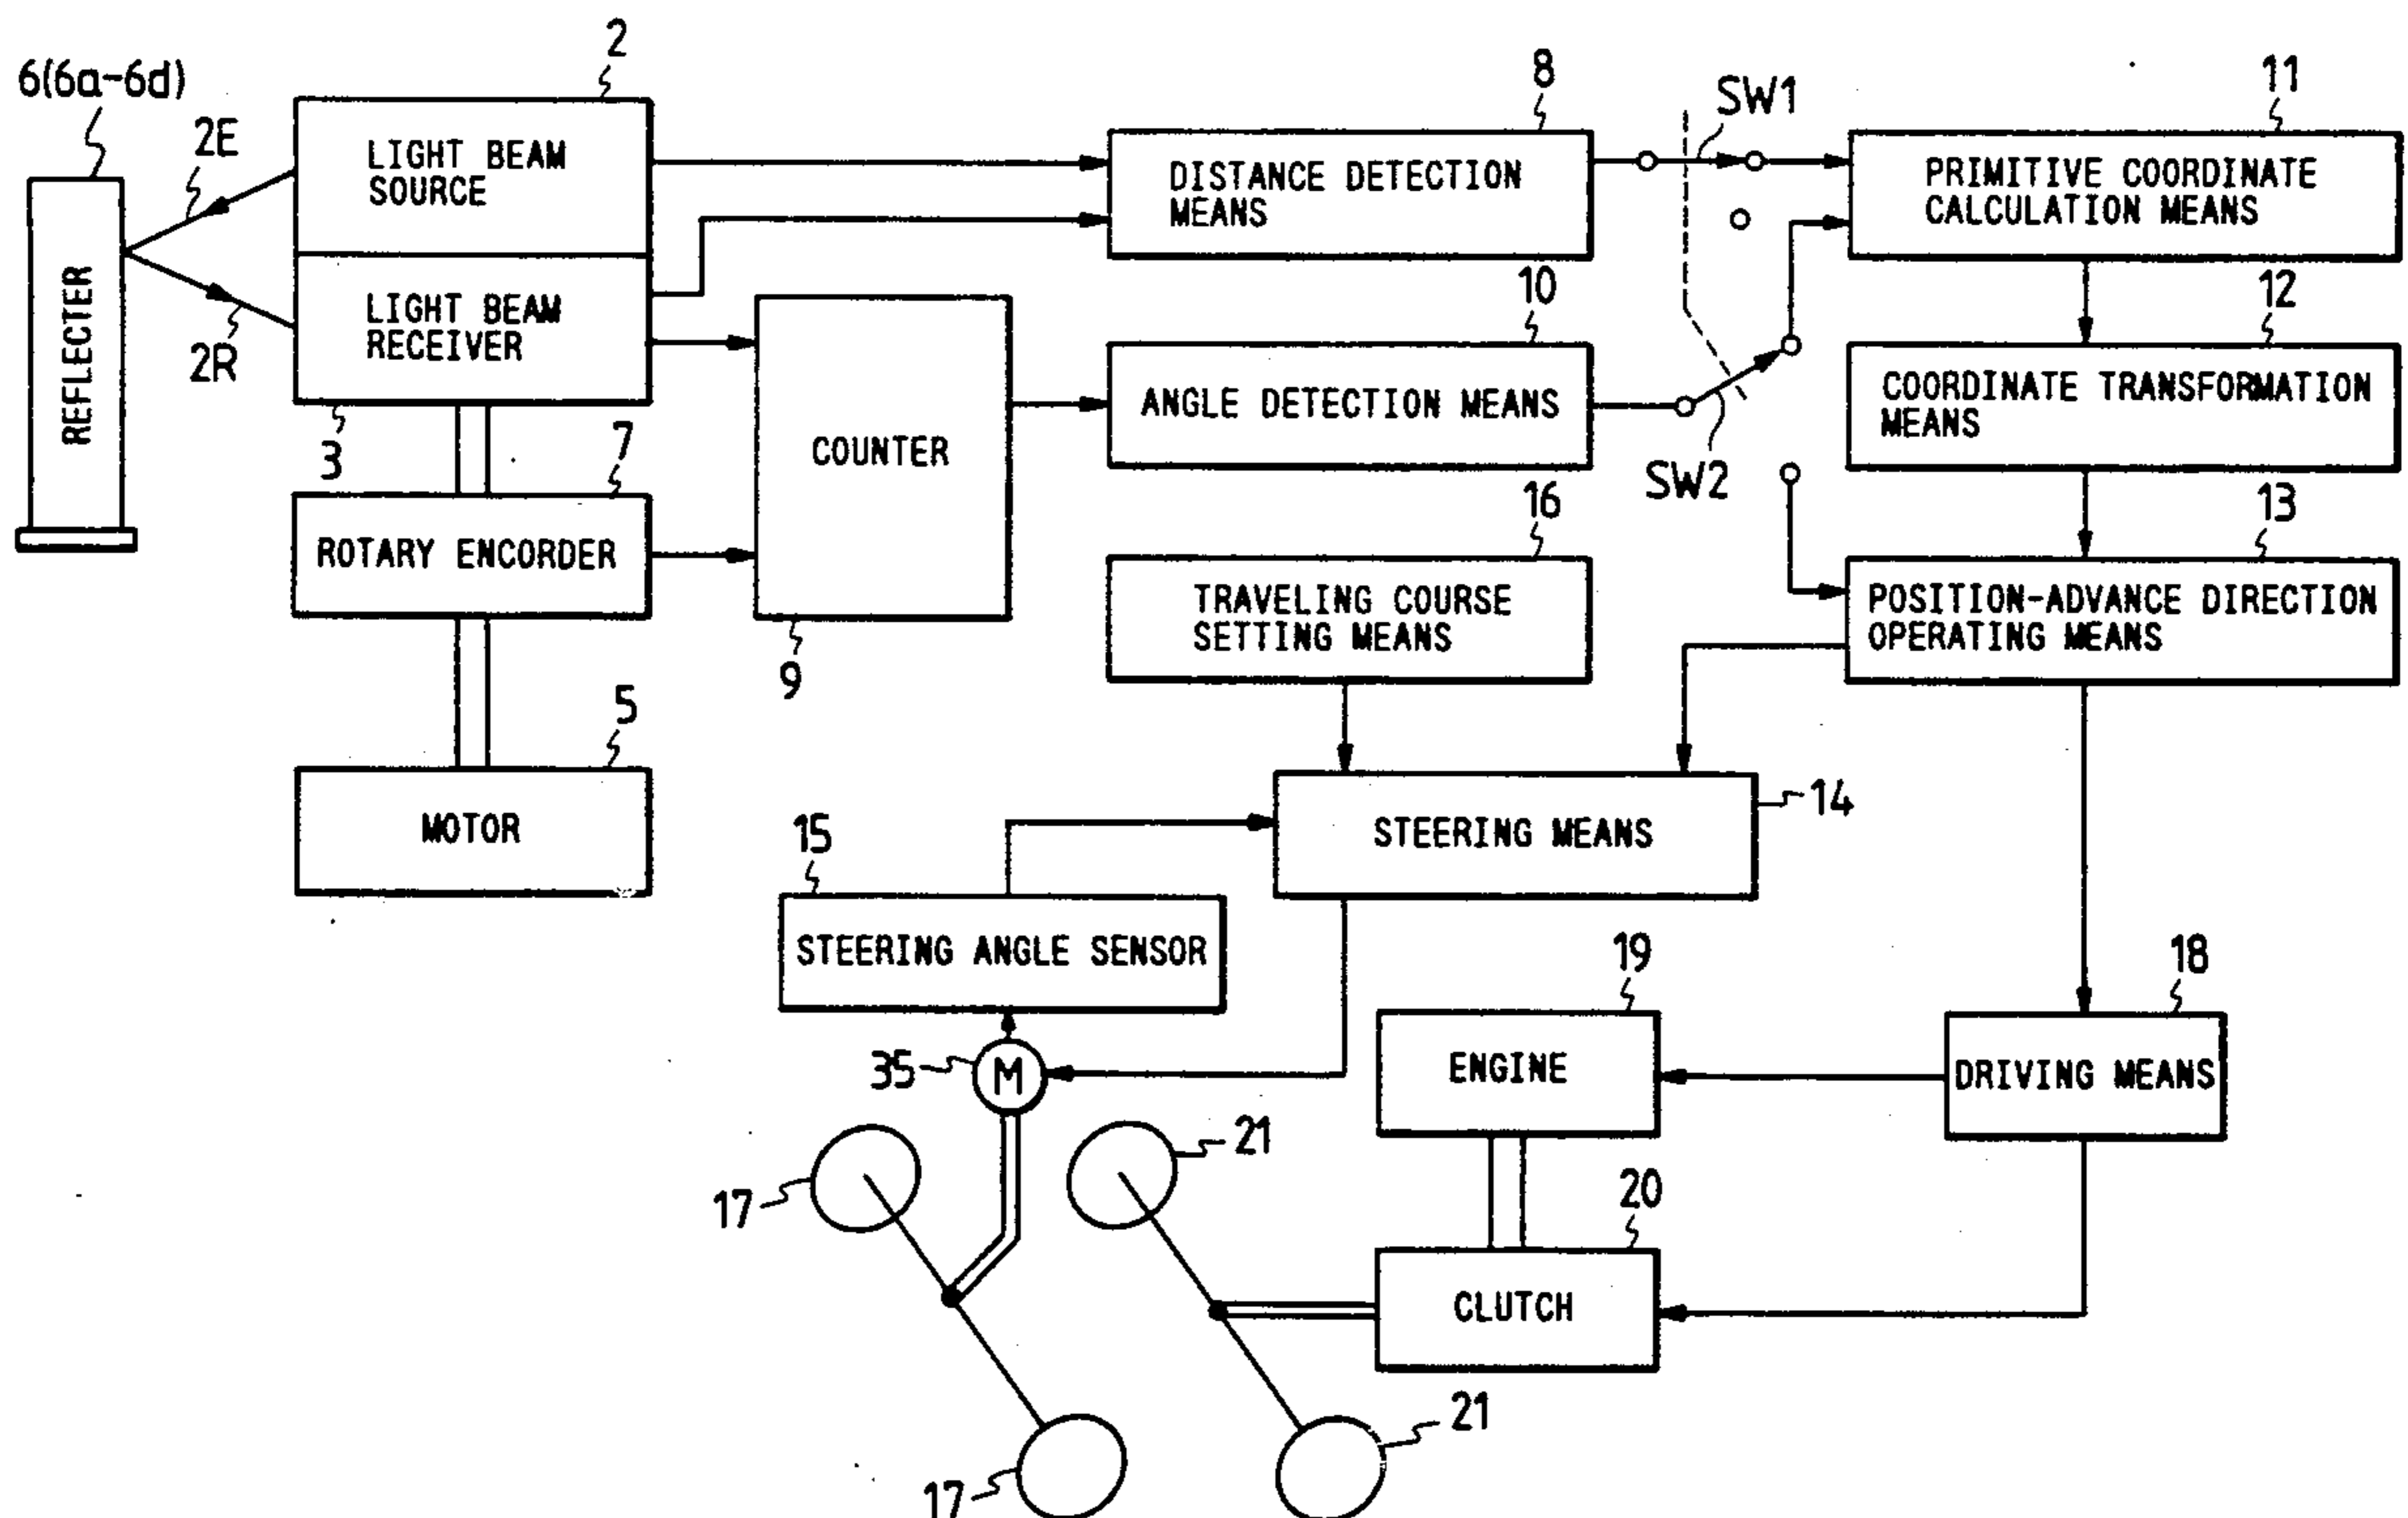 2
6(6a-6d)
2E
LIGHT BEAM
SOURCE
8
DISTANCE DETECTION
MEANS
SW1
11
PRIMITIVE COORDINATE
CALCULATION MEANS
REFLECTER
LIGHT BEAM
RECEIVER
2R
3
7
COUNTER
9
10
ANGLE DETECTION MEANS
SW2
12
COORDINATE TRANSFORMATION
MEANS
ROTARY ENCORDER
16
TRAVELING COURSE
SETTING MEANS
13
POSITION-ADVANCE DIRECTION
OPERATING MEANS
5
MOTOR
14
STEERING MEANS
15
STEERING ANGLE SENSOR
35
M
19
ENGINE
18
DRIVING MEANS
17
21
20
CLUTCH
17
21